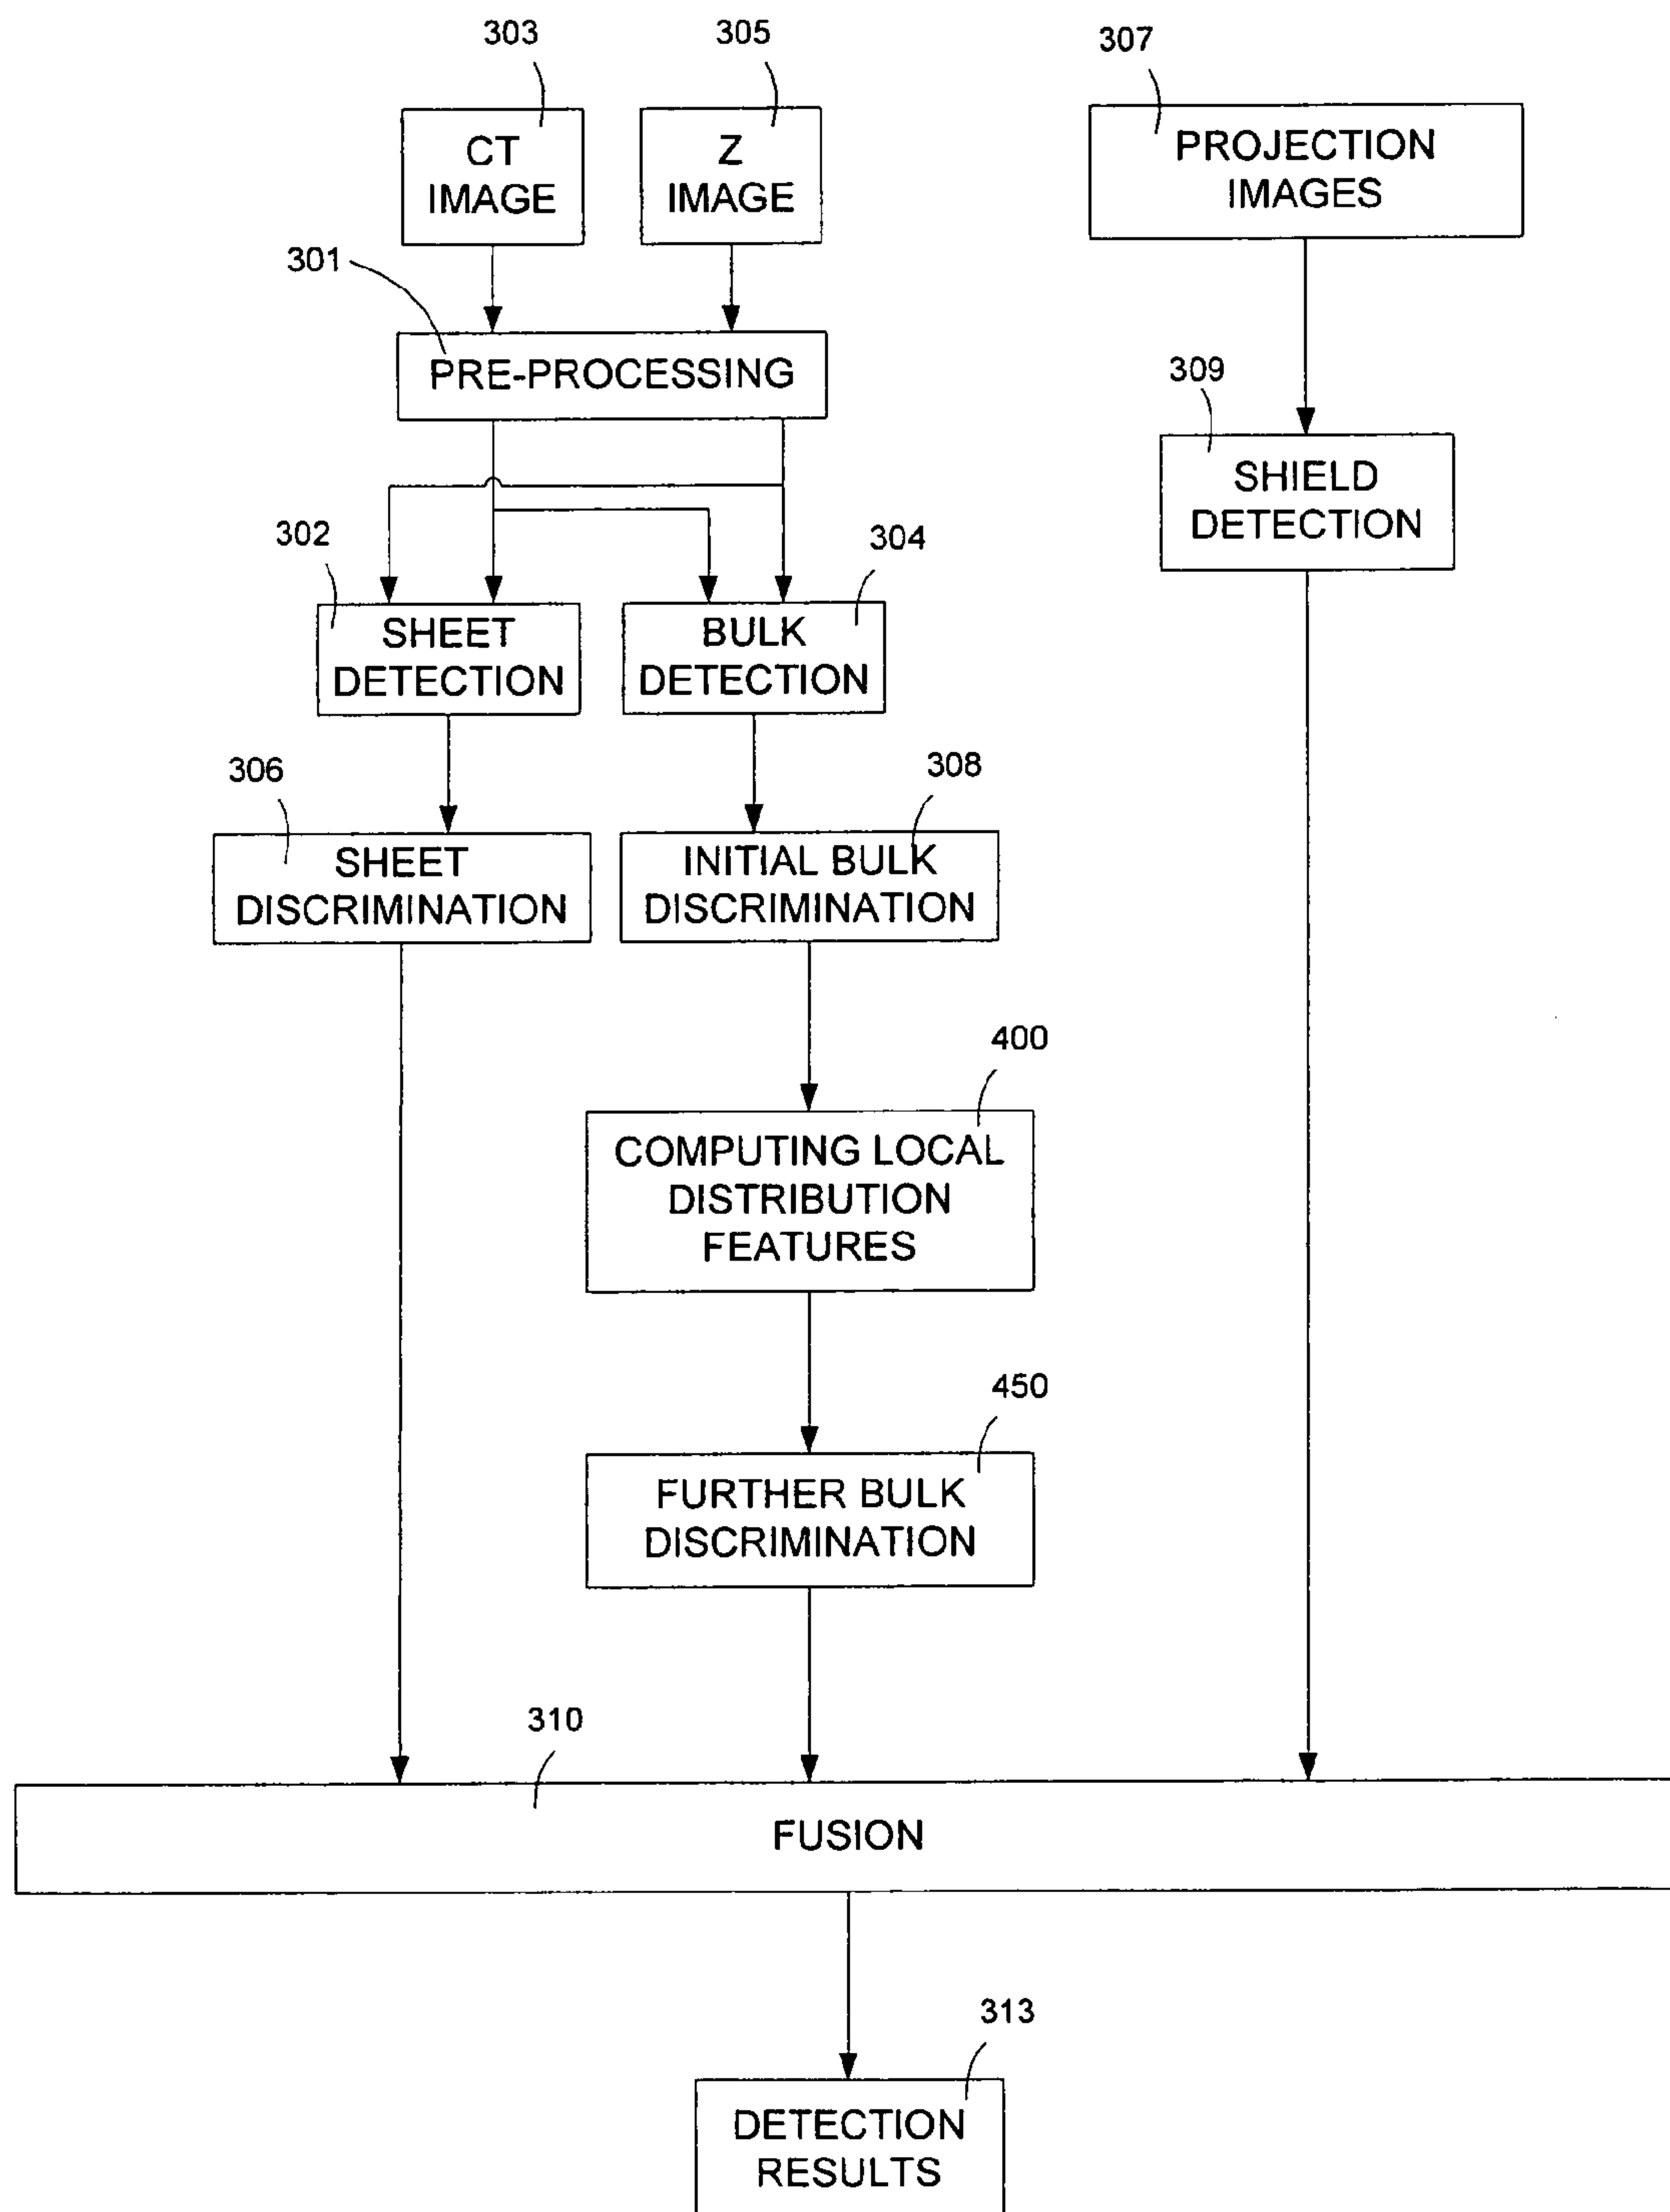 303
305
307
CT
IMAGE
Z
IMAGE
PROJECTION
IMAGES
301
PRE-PROCESSING
309
SHIELD
DETECTION
302
304
SHEET
DETECTION
BULK
DETECTION
306
308
SHEET
DISCRIMINATION
INITIAL BULK
DISCRIMINATION
400
COMPUTING LOCAL
DISTRIBUTION
FEATURES
450
FURTHER BULK
DISCRIMINATION
310
FUSION
313
DETECTION
RESULTS